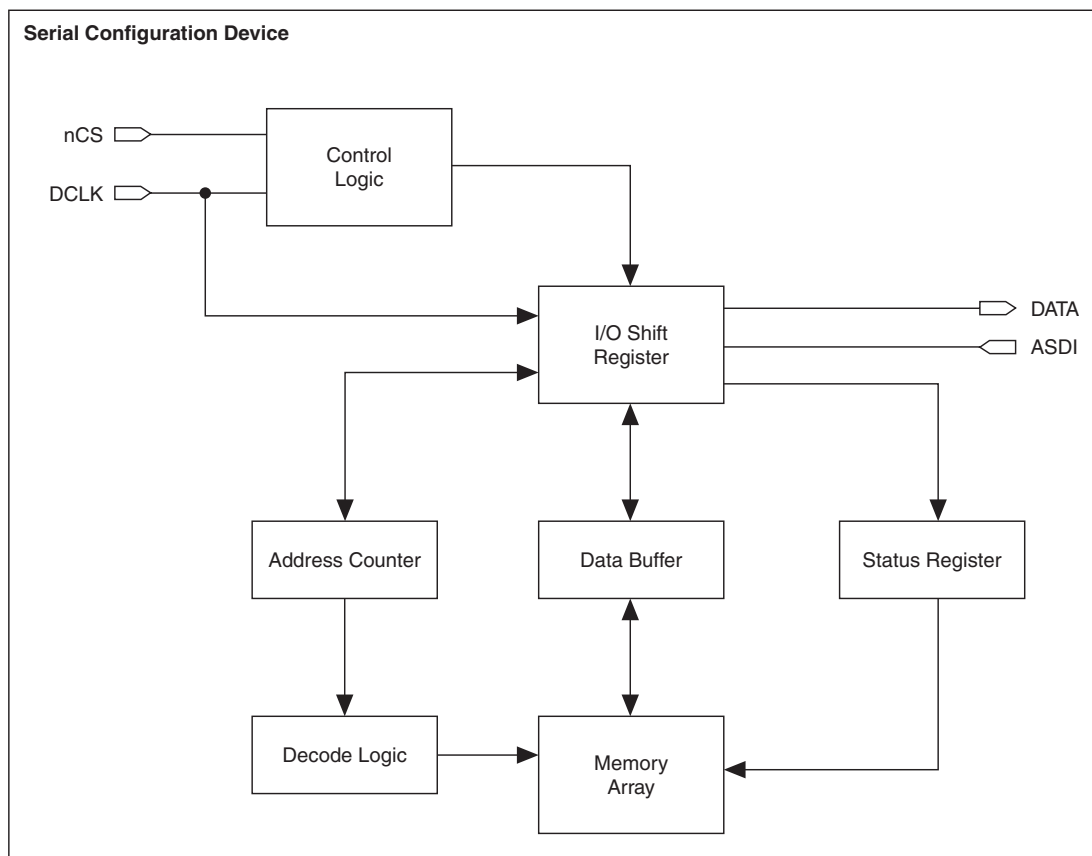 Serial Configuration Device
nCS
Control
Logic
DCLK
I/O Shift
Register
DATA
ASDI
Address Counter
Data Buffer
Status Register
Decode Logic
Memory
Array